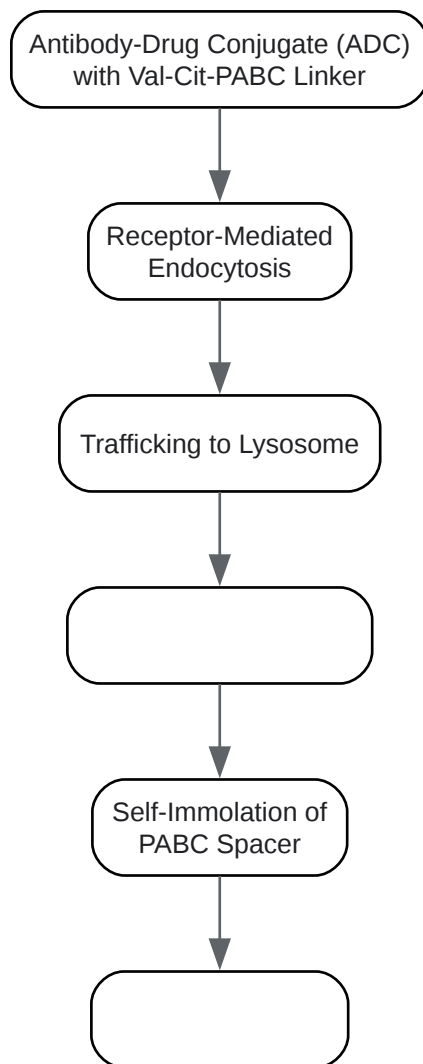 Antibody-Drug Conjugate (ADC)
with Val-Cit-PABC Linker
Receptor-Mediated
Endocytosis
Trafficking to Lysosome
Self-Immolation of
PABC Spacer